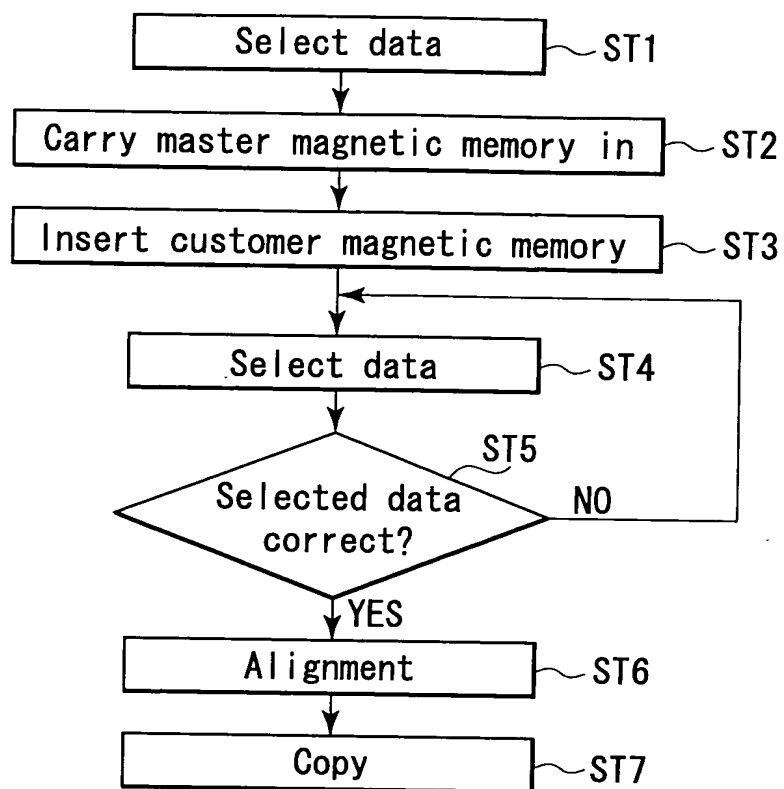 Select data
ST1
Carry master magnetic memory in
ST2
Insert customer magnetic memory
ST3
Select data
ST4
ST5
Selected data
correct?
NO
YES
Alignment
ST6
Copy
ST7